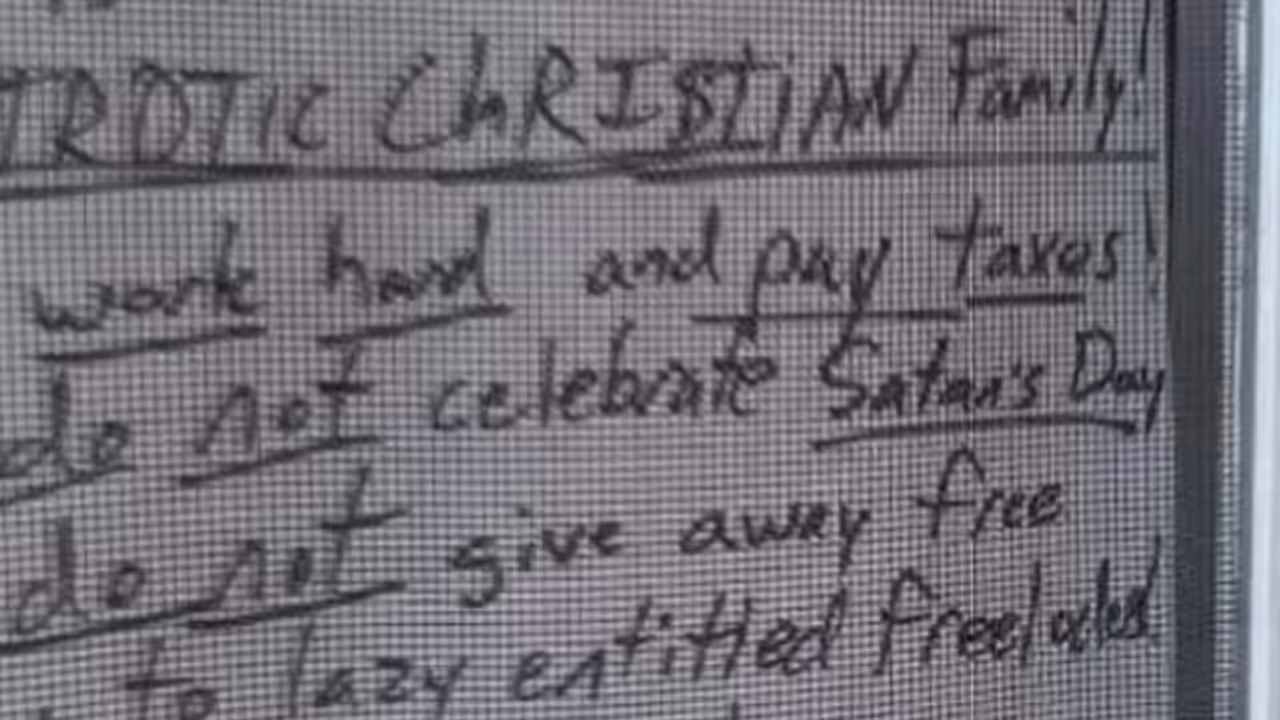 TROTIC ChRISTIAN Family!
work hard and pay taxes!
do not celebrate Satan's Day
do not give away free
to lazy entitled